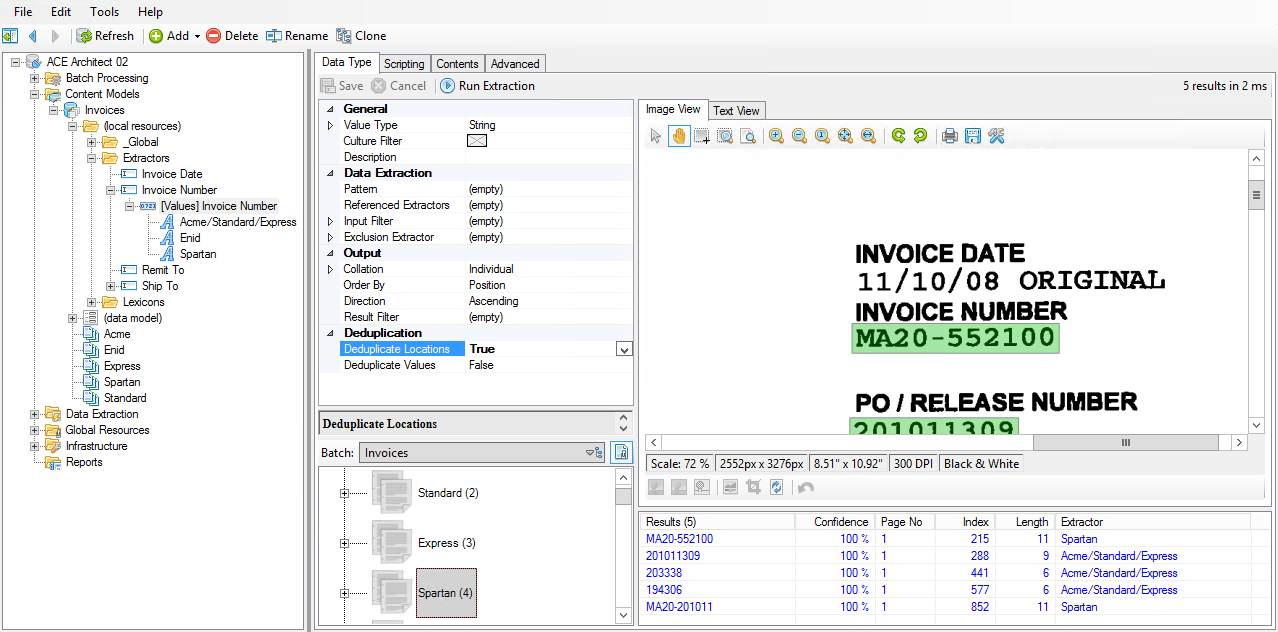 File Edit Tools Help
Refresh Add Delete Rename Clone
ACE Architect 02
Batch Processing
Content Models
Invoices
(local resources)
_Global
Extractors
Invoice Date
Invoice Number
[Values] Invoice Number
Acme/Standard/Express
Enid
Spartan
Remit To
Ship To
Lexicons
(data model)
Acme
Enid
Express
Spartan
Standard
Data Extraction
Global Resources
Infrastructure
Reports
Data Type Scripting Contents Advanced
Save Cancel Run Extraction 5 results in 2 ms
General
Value Type String
Culture Filter
Description
Data Extraction
Pattern (empty)
Referenced Extractors (empty)
Input Filter (empty)
Exclusion Extractor (empty)
Output
Collation Individual
Order By Position
Direction Ascending
Result Filter (empty)
Deduplication
Deduplicate Locations True
Deduplicate Values False
Deduplicate Locations
Batch: Invoices
Standard (2)
Express (3)
Spartan (4)
Image View Text View
INVOICE DATE
11/10/08 ORIGINAL
INVOICE NUMBER
MA20-552100
PO / RELEASE NUMBER
201011309
Scale: 72 % 2552px x 3276px 8.51" x 10.92" 300 DPI Black & White
Results (5) Confidence Page No Index Length Extractor
MA20-552100 100 % 1 215 11 Spartan
201011309 100 % 1 288 9 Acme/Standard/Express
203338 100 % 1 441 6 Acme/Standard/Express
194306 100 % 1 577 6 Acme/Standard/Express
MA20-201011 100 % 1 852 11 Spartan